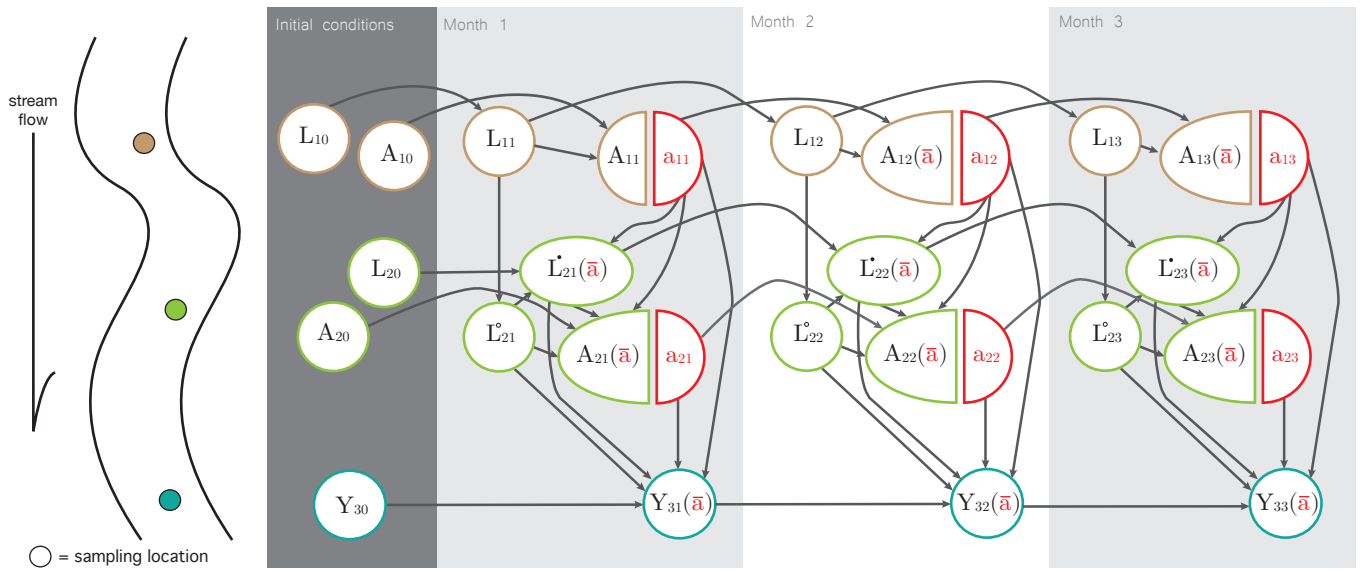 Initial conditions
Month 1
Month 2
Month 3
stream
flow
L₁₀
A₁₀
L₁₁
A₁₁
a₁₁
L₁₂
A₁₂(a̅)
a₁₂
L₁₃
A₁₃(a̅)
a₁₃
L₂₀
A₂₀
L•₂₁(a̅)
L°₂₁
A₂₁(a̅)
a₂₁
L•₂₂(a̅)
L°₂₂
A₂₂(a̅)
a₂₂
L•₂₃(a̅)
L°₂₃
A₂₃(a̅)
a₂₃
Y₃₀
Y₃₁(a̅)
Y₃₂(a̅)
Y₃₃(a̅)
= sampling location